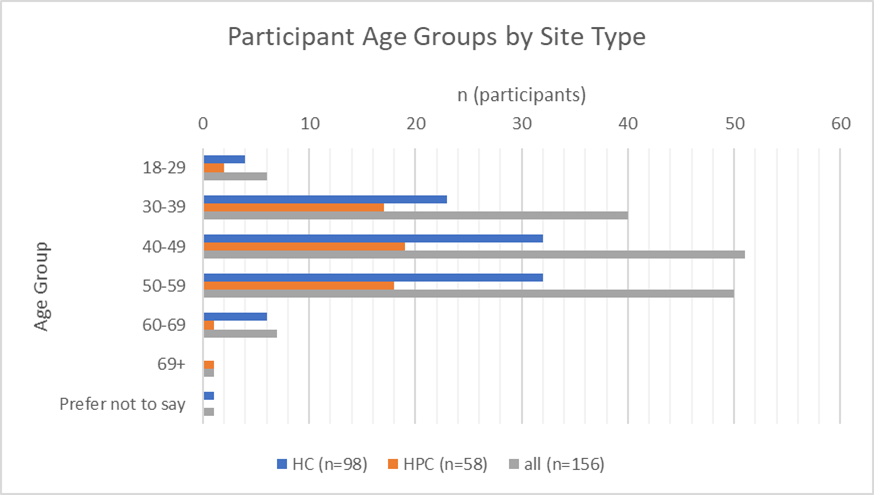 Participant Age Groups by Site Type
n (participants)
0 10 20 30 40 50 60
18-29
30-39
40-49
50-59
60-69
69+
Prefer not to say
Age Group
HC (n=98) HPC (n=58) all (n=156)